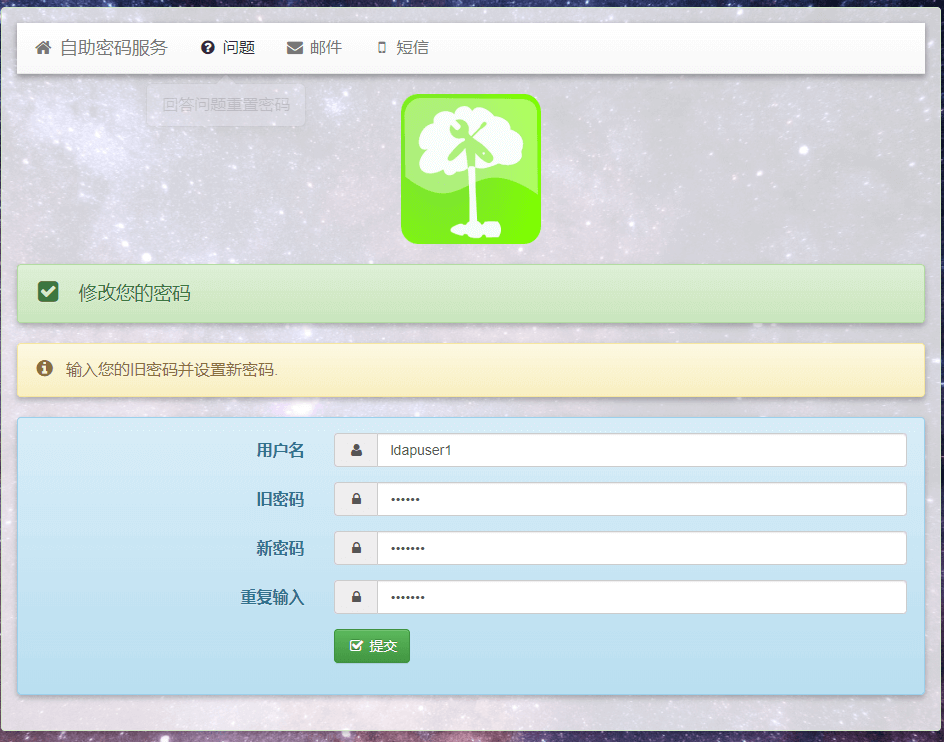 自助密码服务 问题 邮件 短信
回答问题重置密码
修改您的密码
输入您的旧密码并设置新密码.
用户名 ldapuser1
旧密码 ••••••
新密码 •••••••
重复输入 •••••••
提交